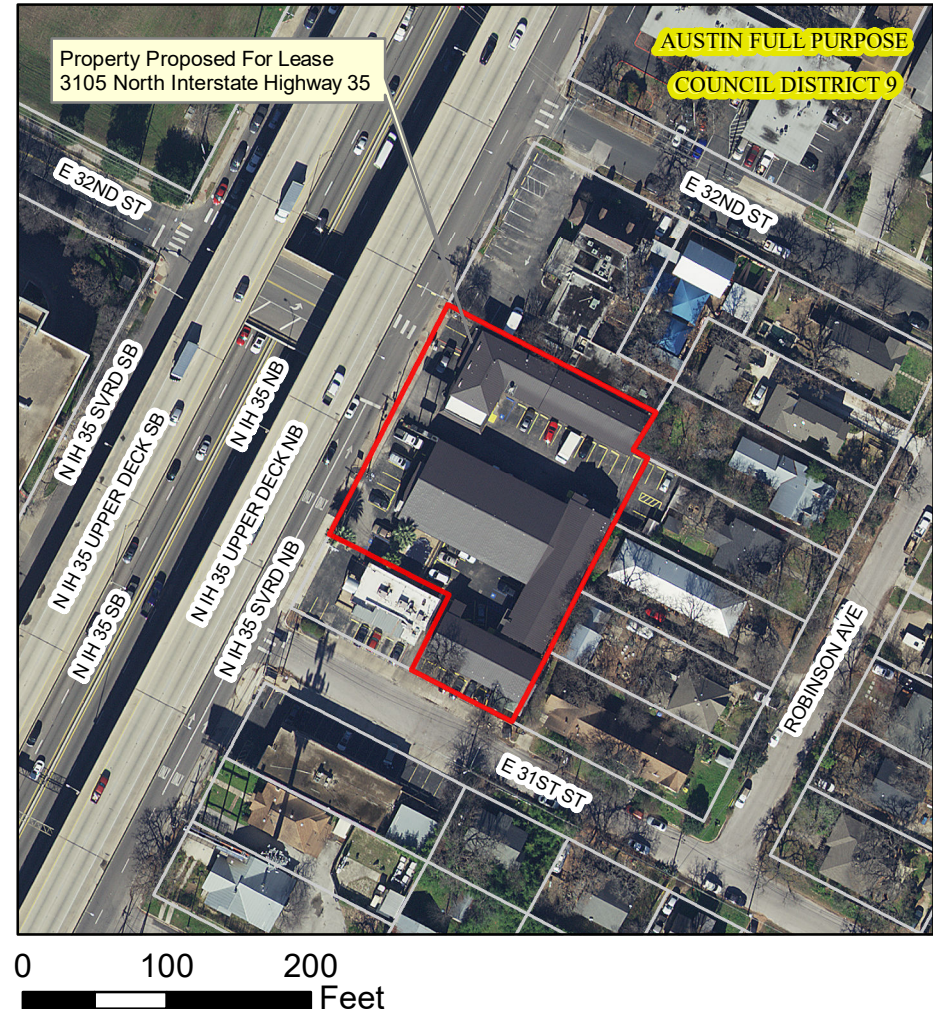 AUSTIN FULL PURPOSE
COUNCIL DISTRICT 9
Property Proposed For Lease
3105 North Interstate Highway 35
E 32ND ST
E 32ND ST
N IH 35 SVRD SB
N IH 35 UPPER DECK SB
N IH 35 SB
N IH 35 NB
N IH 35 UPPER DECK NB
N IH 35 SVRD NB
ROBINSON AVE
E 31ST ST
0 100 200
Feet